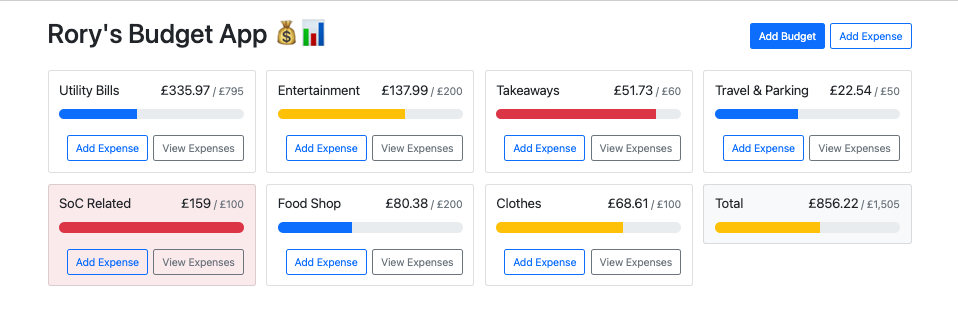 Rory's Budget App 💰📊
Add Budget Add Expense
Utility Bills £335.97 / £795
Add Expense View Expenses
Entertainment £137.99 / £200
Add Expense View Expenses
Takeaways £51.73 / £60
Add Expense View Expenses
Travel & Parking £22.54 / £50
Add Expense View Expenses
SoC Related £159 / £100
Add Expense View Expenses
Food Shop £80.38 / £200
Add Expense View Expenses
Clothes £68.61 / £100
Add Expense View Expenses
Total £856.22 / £1,505